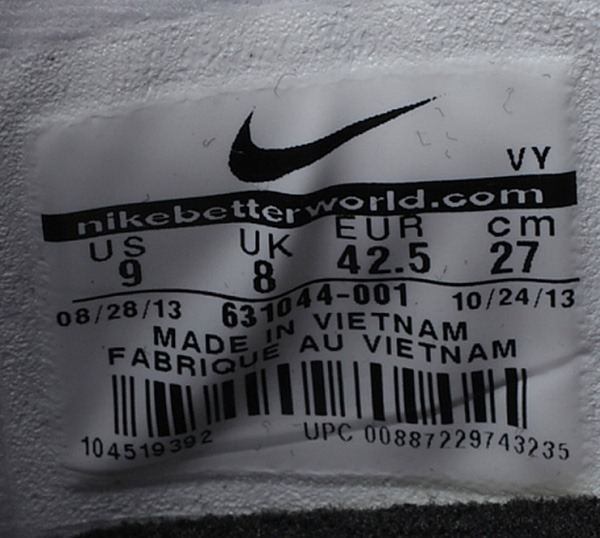 VY
nikebetterworld.com
US UK EUR cm
9 8 42.5 27
08/28/13 631044-001 10/24/13
MADE IN VIETNAM
FABRIQUE AU VIETNAM
104519392 UPC 00887229743235